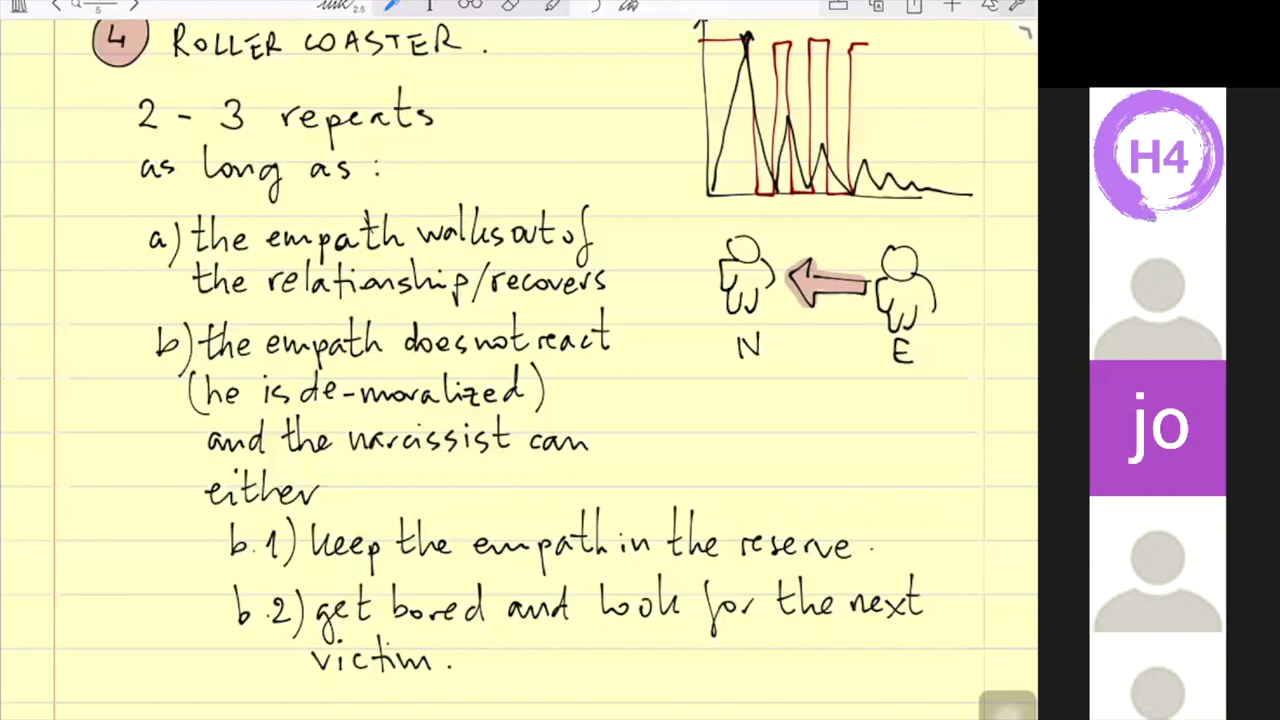 4 ROLLER COASTER.
2 - 3 repeats
as long as :
a) the empath walks out of
the relationship/recovers
b) the empath does not react
(he is de-moralized)
and the narcissist can
either
b.1) keep the empath in the reserve.
b.2) get bored and look for the next
victim.
N
E
H4
jo